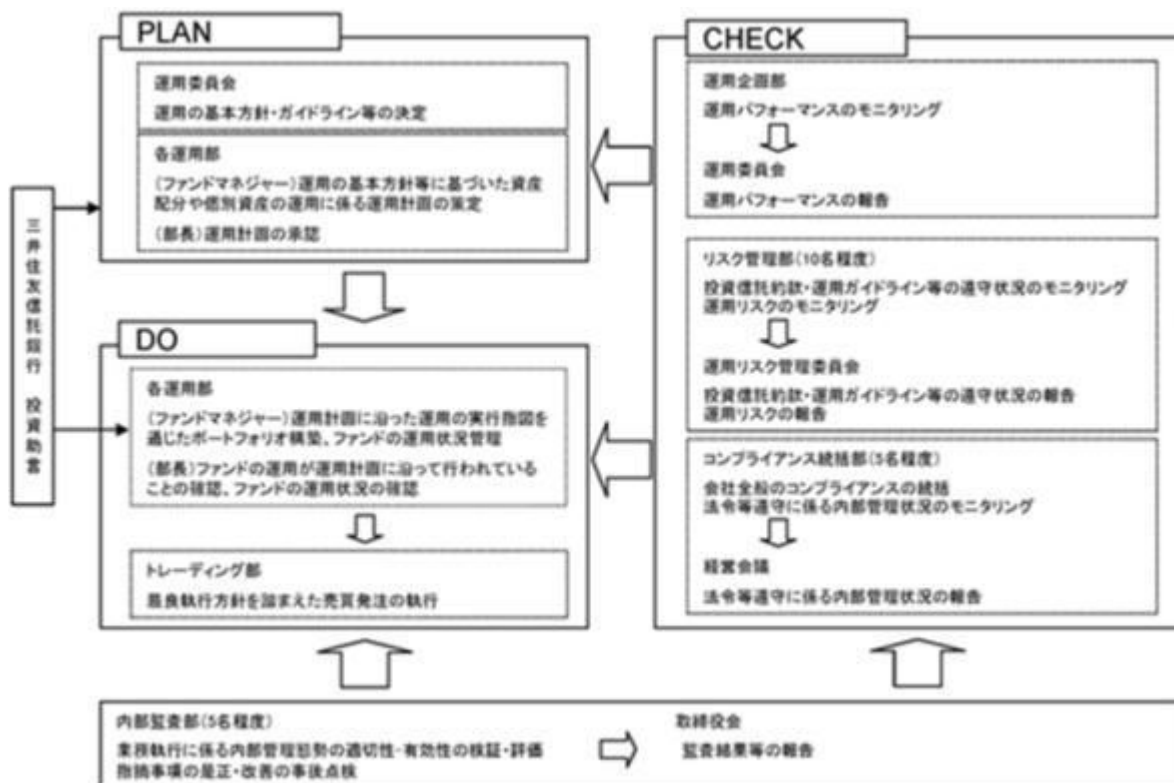 PLAN
運用委員会
運用の基本方針・ガイドライン等の決定
各運用部
(ファンドマネジャー)運用の基本方針等に基づいた資産
配分や個別資産の運用に係る運用計画の策定
(部長)運用計画の承認
三井住友信託銀行 投資助言
DO
各運用部
(ファンドマネジャー)運用計画に沿った運用の実行指図を
通じたポートフォリオ構築、ファンドの運用状況管理
(部長)ファンドの運用が運用計画に沿って行われている
ことの確認、ファンドの運用状況の確認
トレーディング部
最良執行方針を踏まえた売買発注の執行
CHECK
運用企画部
運用パフォーマンスのモニタリング
運用委員会
運用パフォーマンスの報告
リスク管理部(10名程度)
投資信託約款・運用ガイドライン等の遵守状況のモニタリング
運用リスクのモニタリング
運用リスク管理委員会
投資信託約款・運用ガイドライン等の遵守状況の報告
運用リスクの報告
コンプライアンス統括部(5名程度)
会社全般のコンプライアンスの統括
法令等遵守に係る内部管理状況のモニタリング
経営会議
法令等遵守に係る内部管理状況の報告
内部監査部(5名程度)
業務執行に係る内部管理態勢の適切性・有効性の検証・評価
指摘事項の是正・改善の事後点検
取締役会
監査結果等の報告